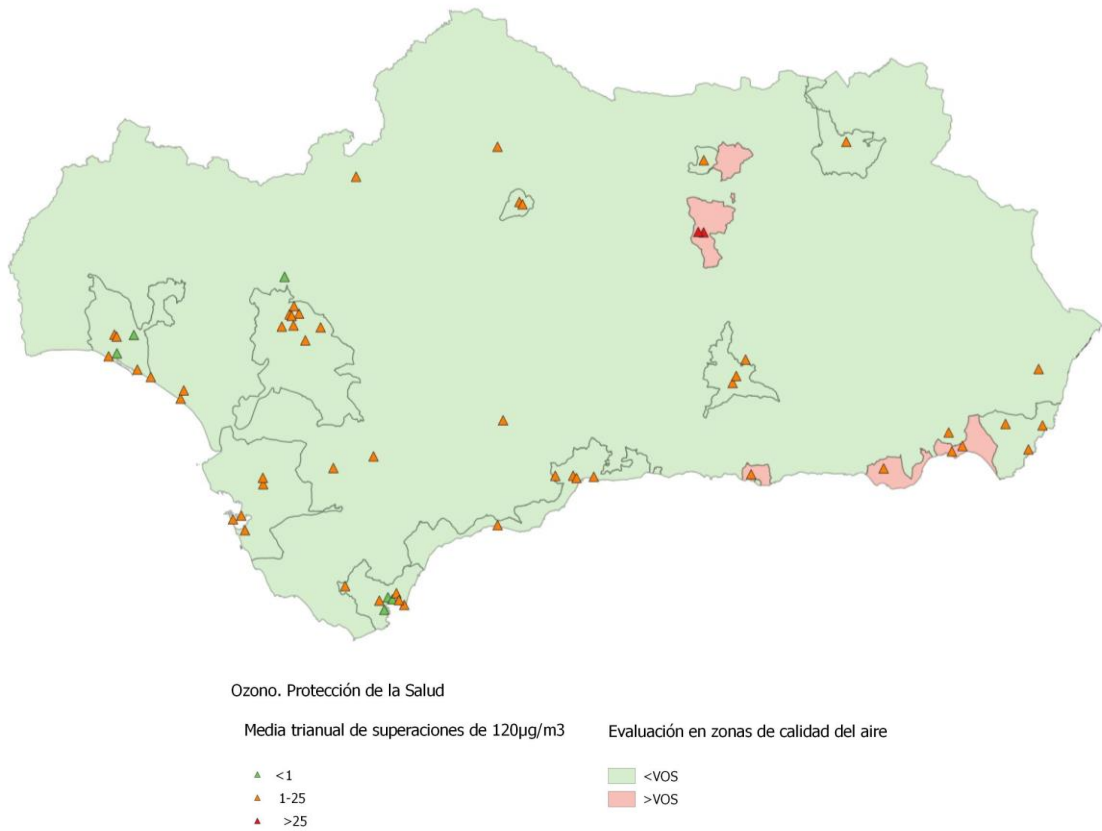 Ozono. Protección de la Salud
Media trianual de superaciones de 120µg/m3
<1
1-25
>25
Evaluación en zonas de calidad del aire
<VOS
>VOS